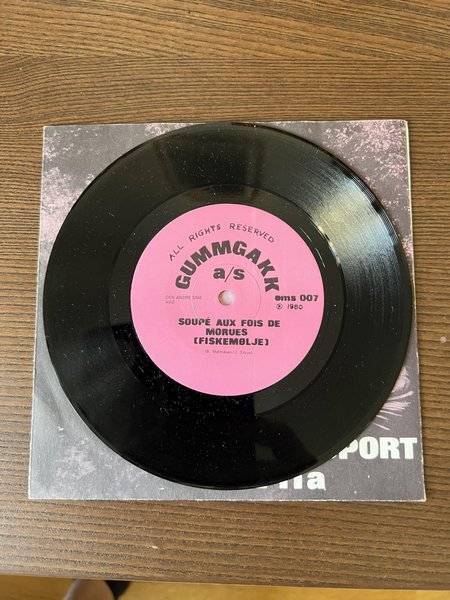 ALL RIGHTS RESERVED
GUMMGAKK
a/s
DEN ANDRE SIDE
ems 007
℗ 1980
SOUPÉ AUX FOIS DE
MORUES
(FISKEMØLJE)
PORT